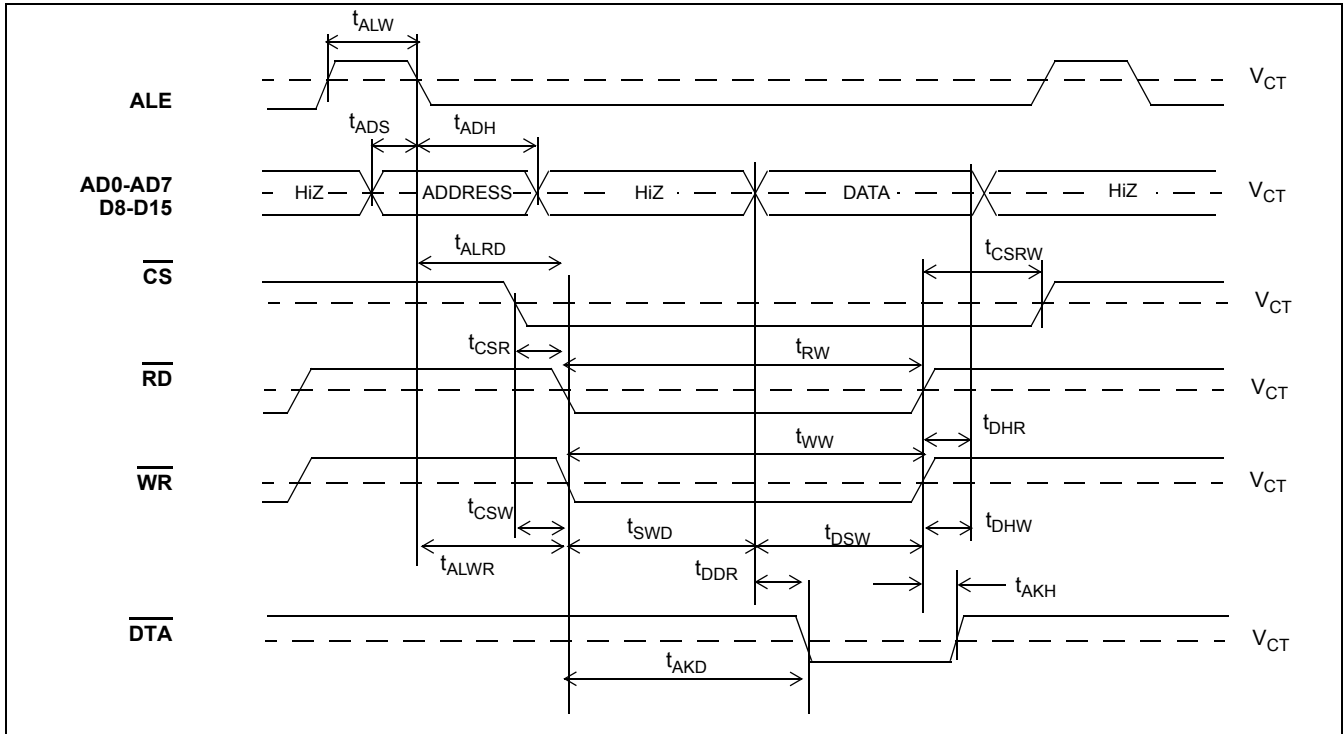 tALW
ALE
VCT
tADS
tADH
AD0-AD7
D8-D15
HiZ
ADDRESS
HiZ
DATA
HiZ
VCT
tALRD
tCSRW
CS
VCT
tCSR
tRW
RD
VCT
tDHR
tWW
WR
VCT
tCSW
tSWD
tDSW
tDHW
tALWR
tDDR
tAKH
DTA
VCT
tAKD